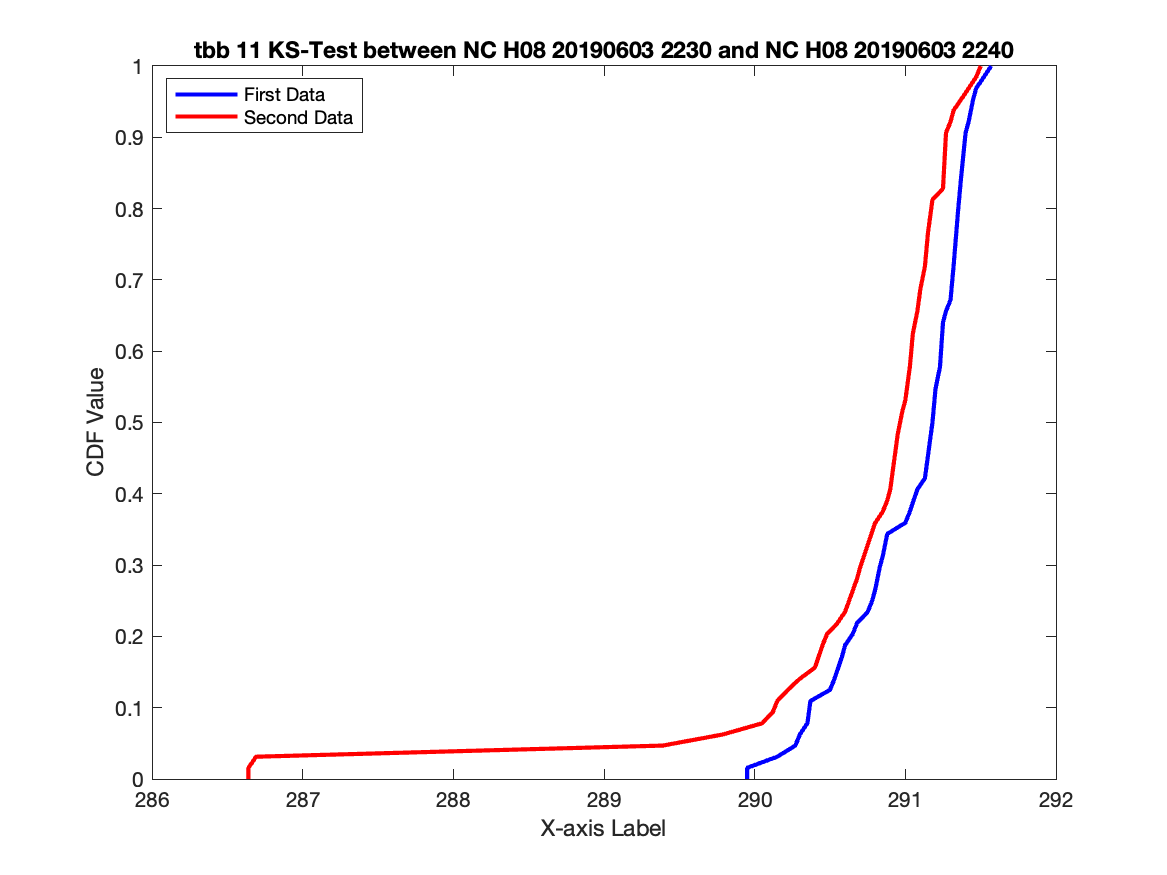 tbb 11 KS-Test between NC H08 20190603 2230 and NC H08 20190603 2240
First Data
Second Data
1
0.9
0.8
0.7
0.6
0.5
0.4
0.3
0.2
0.1
0
CDF Value
286 287 288 289 290 291 292
X-axis Label